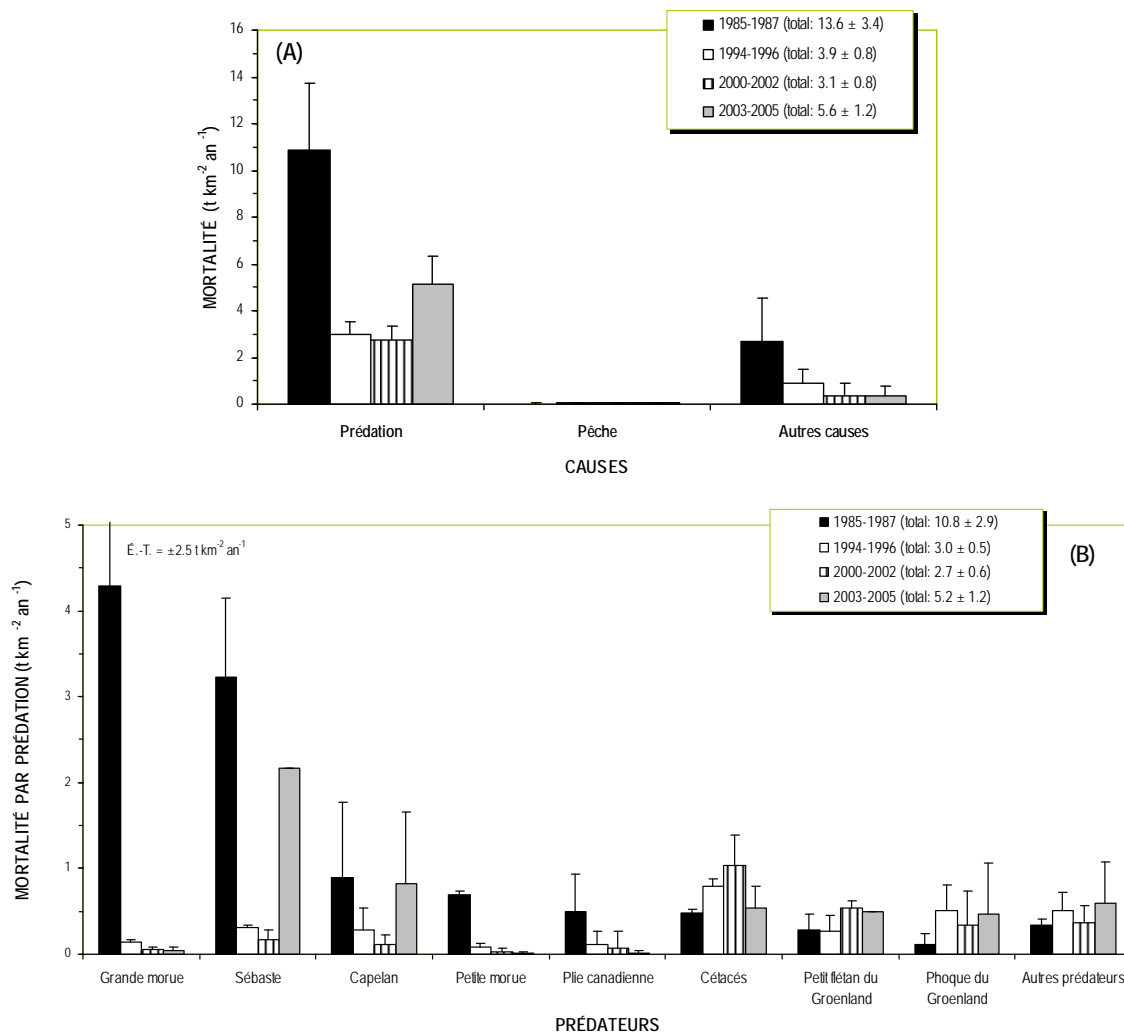 (A)
1985-1987 (total: 13.6 ± 3.4)
1994-1996 (total: 3.9 ± 0.8)
2000-2002 (total: 3.1 ± 0.8)
2003-2005 (total: 5.6 ± 1.2)
MORTALITÉ (t km-2 an-1)
16
14
12
10
8
6
4
2
0
Prédation
Pêche
Autres causes
CAUSES
(B)
1985-1987 (total: 10.8 ± 2.9)
1994-1996 (total: 3.0 ± 0.5)
2000-2002 (total: 2.7 ± 0.6)
2003-2005 (total: 5.2 ± 1.2)
É.-T. = ±2.5 t km-2 an-1
MORTALITÉ PAR PRÉDATION (t km-2 an-1)
5
4
3
2
1
0
Grande morue
Sébaste
Capelan
Petite morue
Plie canadienne
Cétacés
Petit flétan du
Groenland
Phoque du
Groenland
Autres prédateurs
PRÉDATEURS